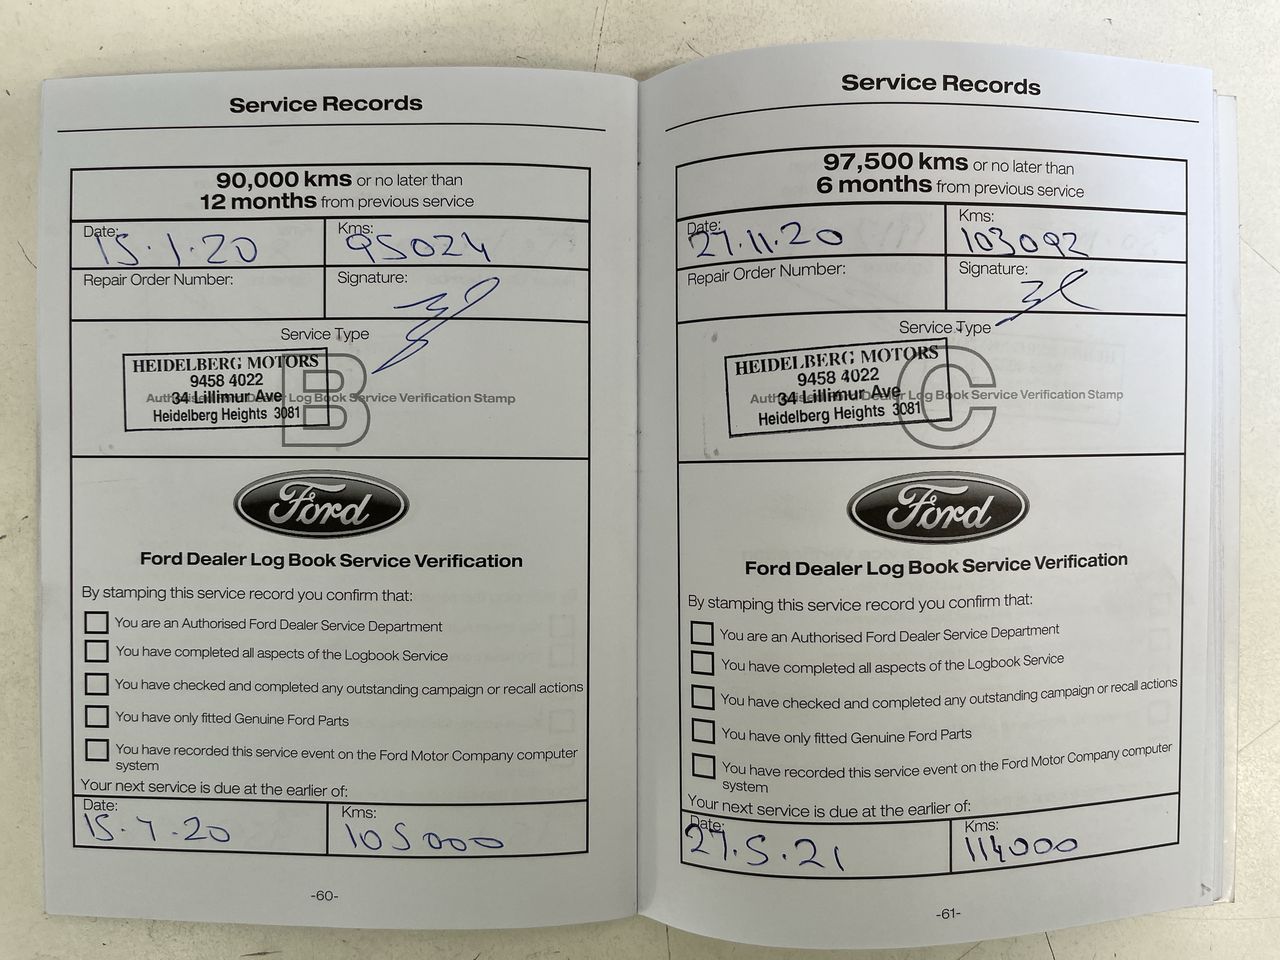 Service Records
90,000 kms or no later than
12 months from previous service
Date:
15.1.20
Kms:
95024
Repair Order Number:
Signature:
Service Type
B
Authorised Ford Dealer Log Book Service Verification Stamp
HEIDELBERG MOTORS
9458 4022
34 Lillimur Ave
Heidelberg Heights 3081
Ford
Ford Dealer Log Book Service Verification
By stamping this service record you confirm that:
You are an Authorised Ford Dealer Service Department
You have completed all aspects of the Logbook Service
You have checked and completed any outstanding campaign or recall actions
You have only fitted Genuine Ford Parts
You have recorded this service event on the Ford Motor Company computer
system
Your next service is due at the earlier of:
Date:
15.7.20
Kms:
105000
-60-
Service Records
97,500 kms or no later than
6 months from previous service
Date:
27.11.20
Kms:
103092
Repair Order Number:
Signature:
Service Type
C
Authorised Ford Dealer Log Book Service Verification Stamp
HEIDELBERG MOTORS
9458 4022
34 Lillimur Ave
Heidelberg Heights 3081
Ford
Ford Dealer Log Book Service Verification
By stamping this service record you confirm that:
You are an Authorised Ford Dealer Service Department
You have completed all aspects of the Logbook Service
You have checked and completed any outstanding campaign or recall actions
You have only fitted Genuine Ford Parts
You have recorded this service event on the Ford Motor Company computer
system
Your next service is due at the earlier of:
Date:
27.5.21
Kms:
114000
-61-